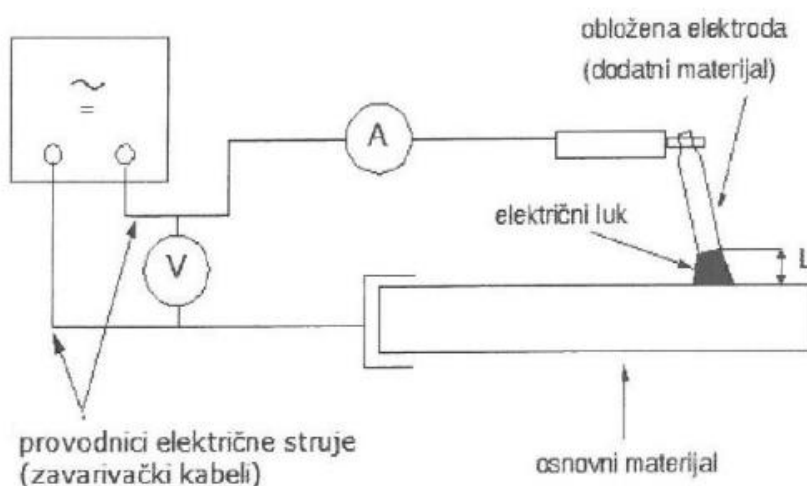 obložena elektroda
(dodatni materijal)
~
=
A
električni luk
V
L
provodnici električne struje
(zavarivački kabeli)
osnovni materijal